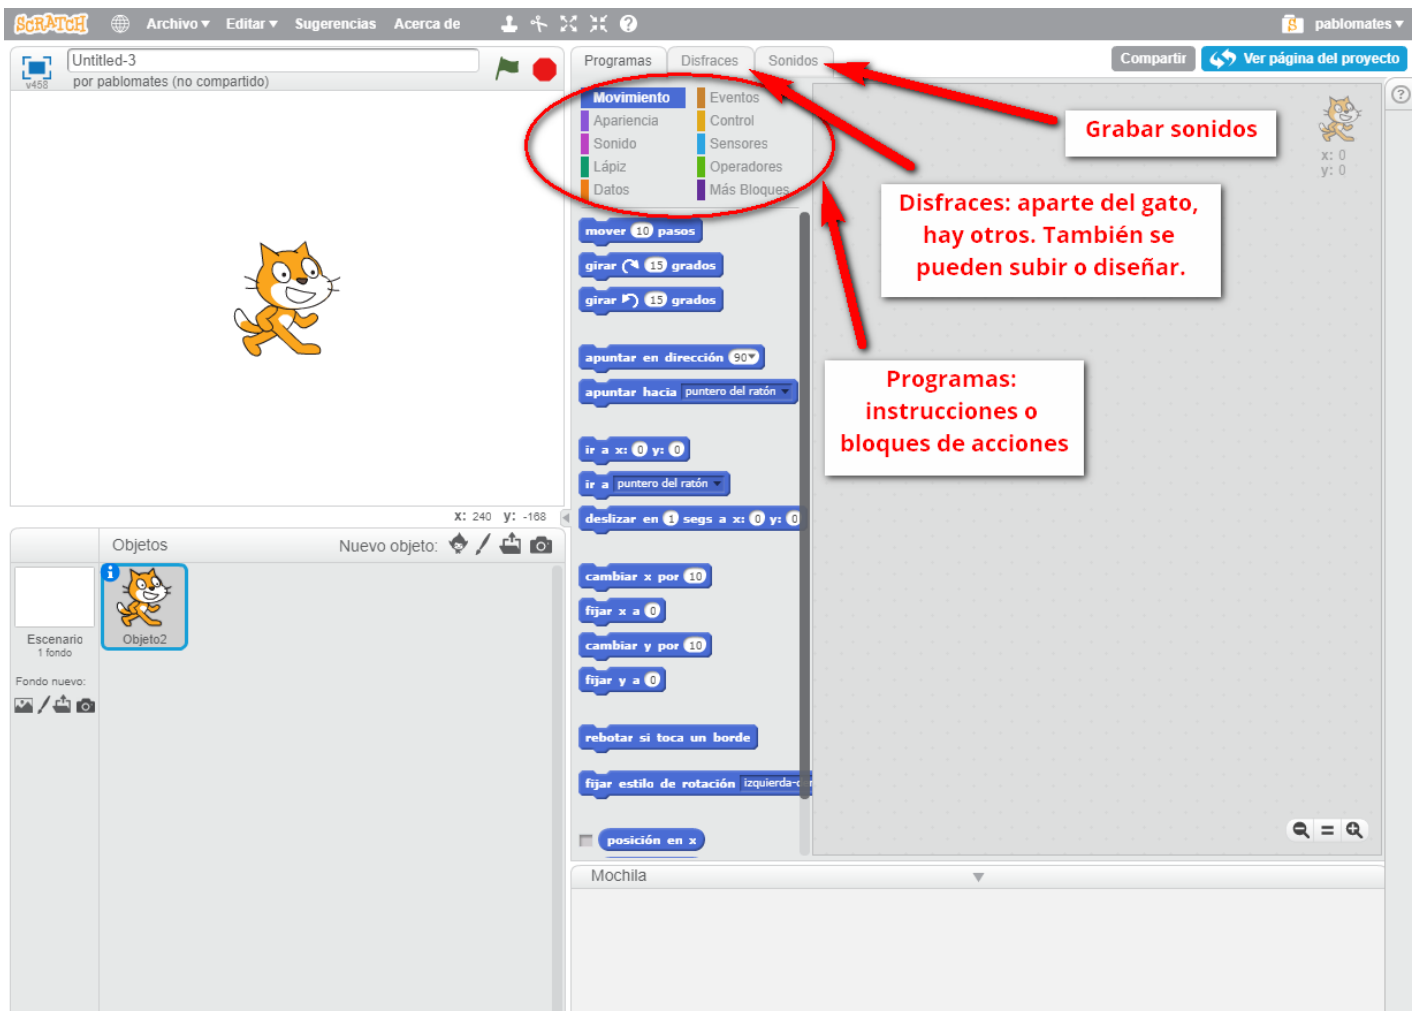 SCRATCH Archivo Editar Sugerencias Acerca de pablomates
Untitled-3
v458 por pablomates (no compartido)
Programas Disfraces Sonidos
Compartir Ver página del proyecto
Movimiento Eventos
Apariencia Control
Sonido Sensores
Lápiz Operadores
Datos Más Bloques
Grabar sonidos
x: 0
y: 0
Disfraces: aparte del gato,
hay otros. También se
pueden subir o diseñar.
Programas:
instrucciones o
bloques de acciones
mover 10 pasos
girar 15 grados
girar 15 grados
apuntar en dirección 90
apuntar hacia puntero del ratón
ir a x: 0 y: 0
ir a puntero del ratón
deslizar en 1 segs a x: 0 y: 0
cambiar x por 10
fijar x a 0
cambiar y por 10
fijar y a 0
rebotar si toca un borde
fijar estilo de rotación
posición en x
X: 240 Y: -168
Objetos Nuevo objeto:
Escenario
1 fondo
Objeto2
Fondo nuevo:
Mochila